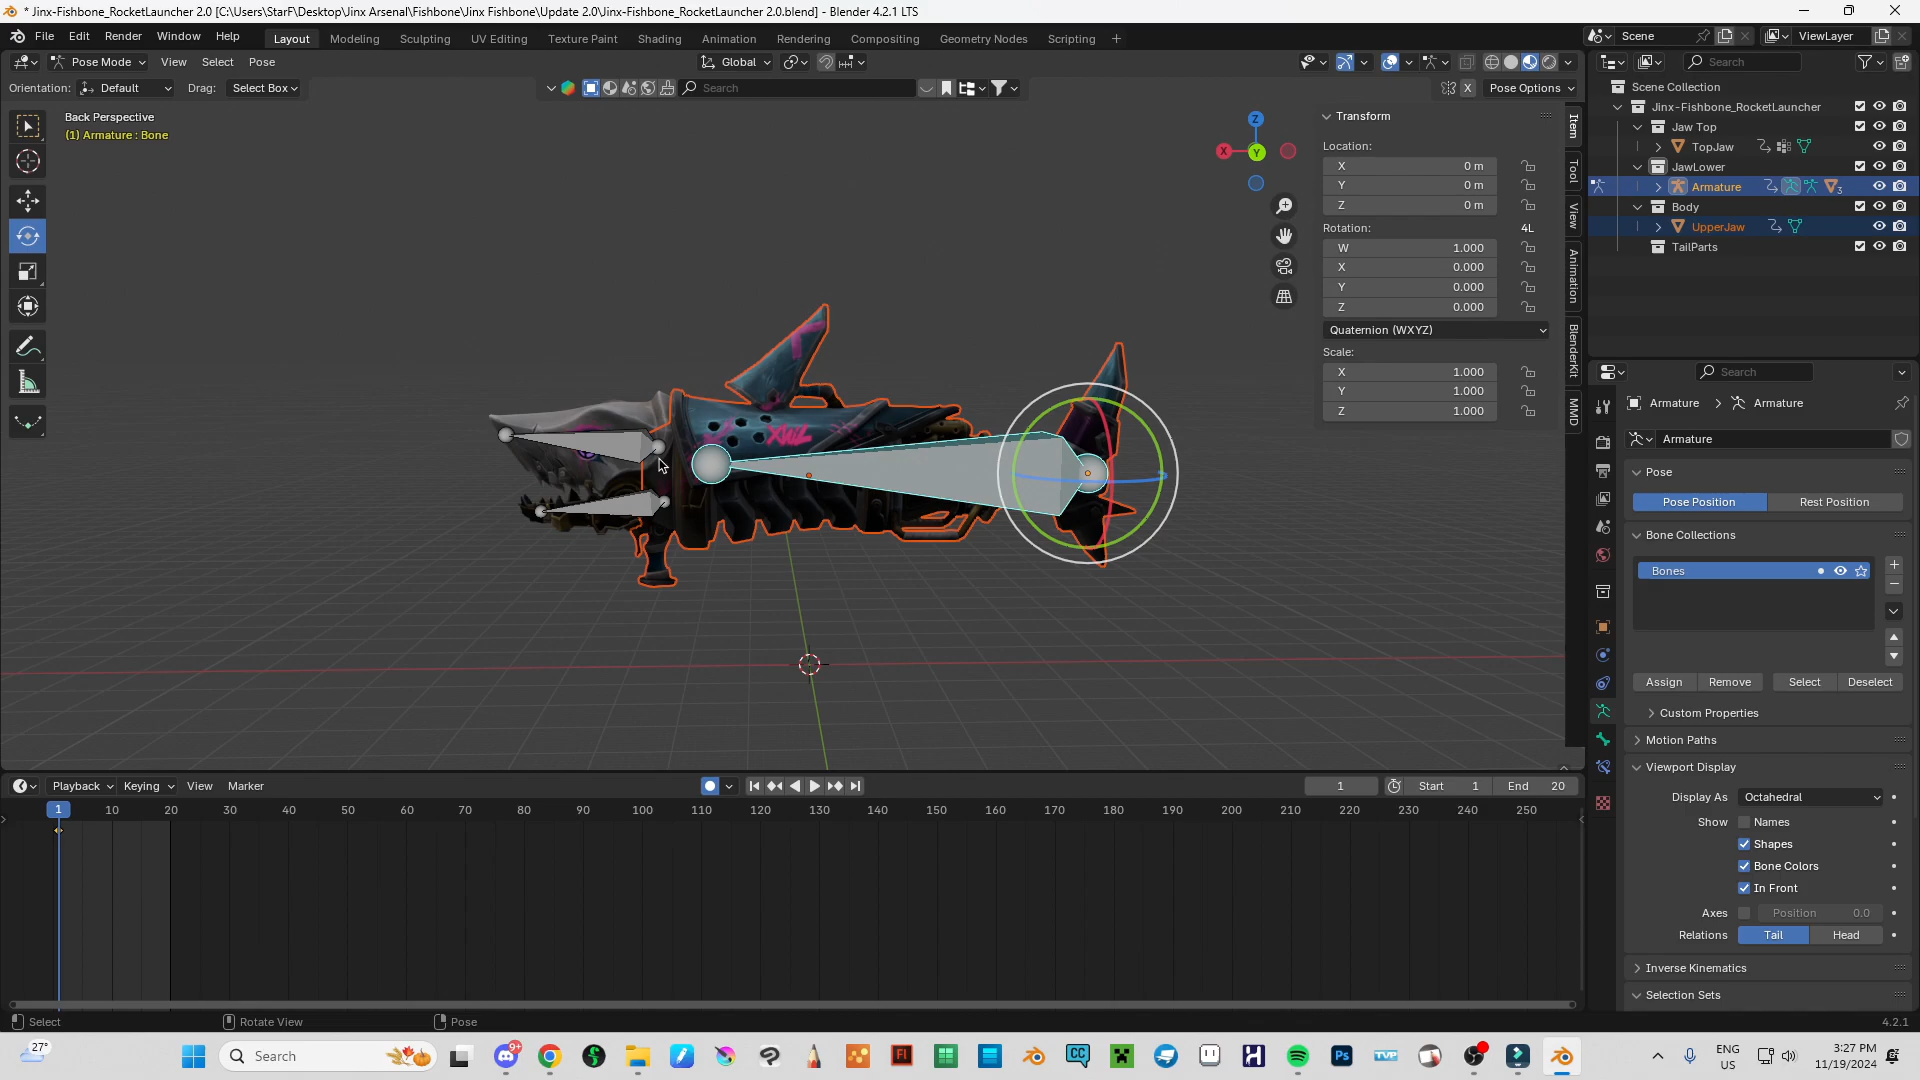 * Jinx-Fishbone_RocketLauncher 2.0 [C:\Users\StarF\Desktop\Jinx Arsenal\Fishbone\Jinx Fishbone\Update 2.0\Jinx-Fishbone_RocketLauncher 2.0.blend] - Blender 4.2.1 LTS
File Edit Render Window Help Layout Modeling Sculpting UV Editing Texture Paint Shading Animation Rendering Compositing Geometry Nodes Scripting + Scene ViewLayer
Pose Mode View Select Pose Global Search
Orientation: Default Drag: Select Box Search X Pose Options
Back Perspective
(1) Armature : Bone
Z
X
Y
Transform
Location:
X 0 m
Y 0 m
Z 0 m
Rotation: 4L
W 1.000
X 0.000
Y 0.000
Z 0.000
Quaternion (WXYZ)
Scale:
X 1.000
Y 1.000
Z 1.000
Item
Tool
View
Animation
BlenderKit
MMD
Scene Collection
Jinx-Fishbone_RocketLauncher
Jaw Top
TopJaw
JawLower
Armature 3
Body
UpperJaw
TailParts
Search
Armature > Armature
Armature
Pose
Pose Position Rest Position
Bone Collections
Bones
Assign Remove Select Deselect
Custom Properties
Motion Paths
Viewport Display
Display As Octahedral
Show Names
Shapes
Bone Colors
In Front
Axes Position 0.0
Relations Tail Head
Inverse Kinematics
Selection Sets
Playback Keying View Marker 1 Start 1 End 20
1 10 20 30 40 50 60 70 80 90 100 110 120 130 140 150 160 170 180 190 200 210 220 230 240 250
Select Rotate View Pose 4.2.1
27° Search 9+ Fl CC H Ps TVP ENG US 3:27 PM 11/19/2024